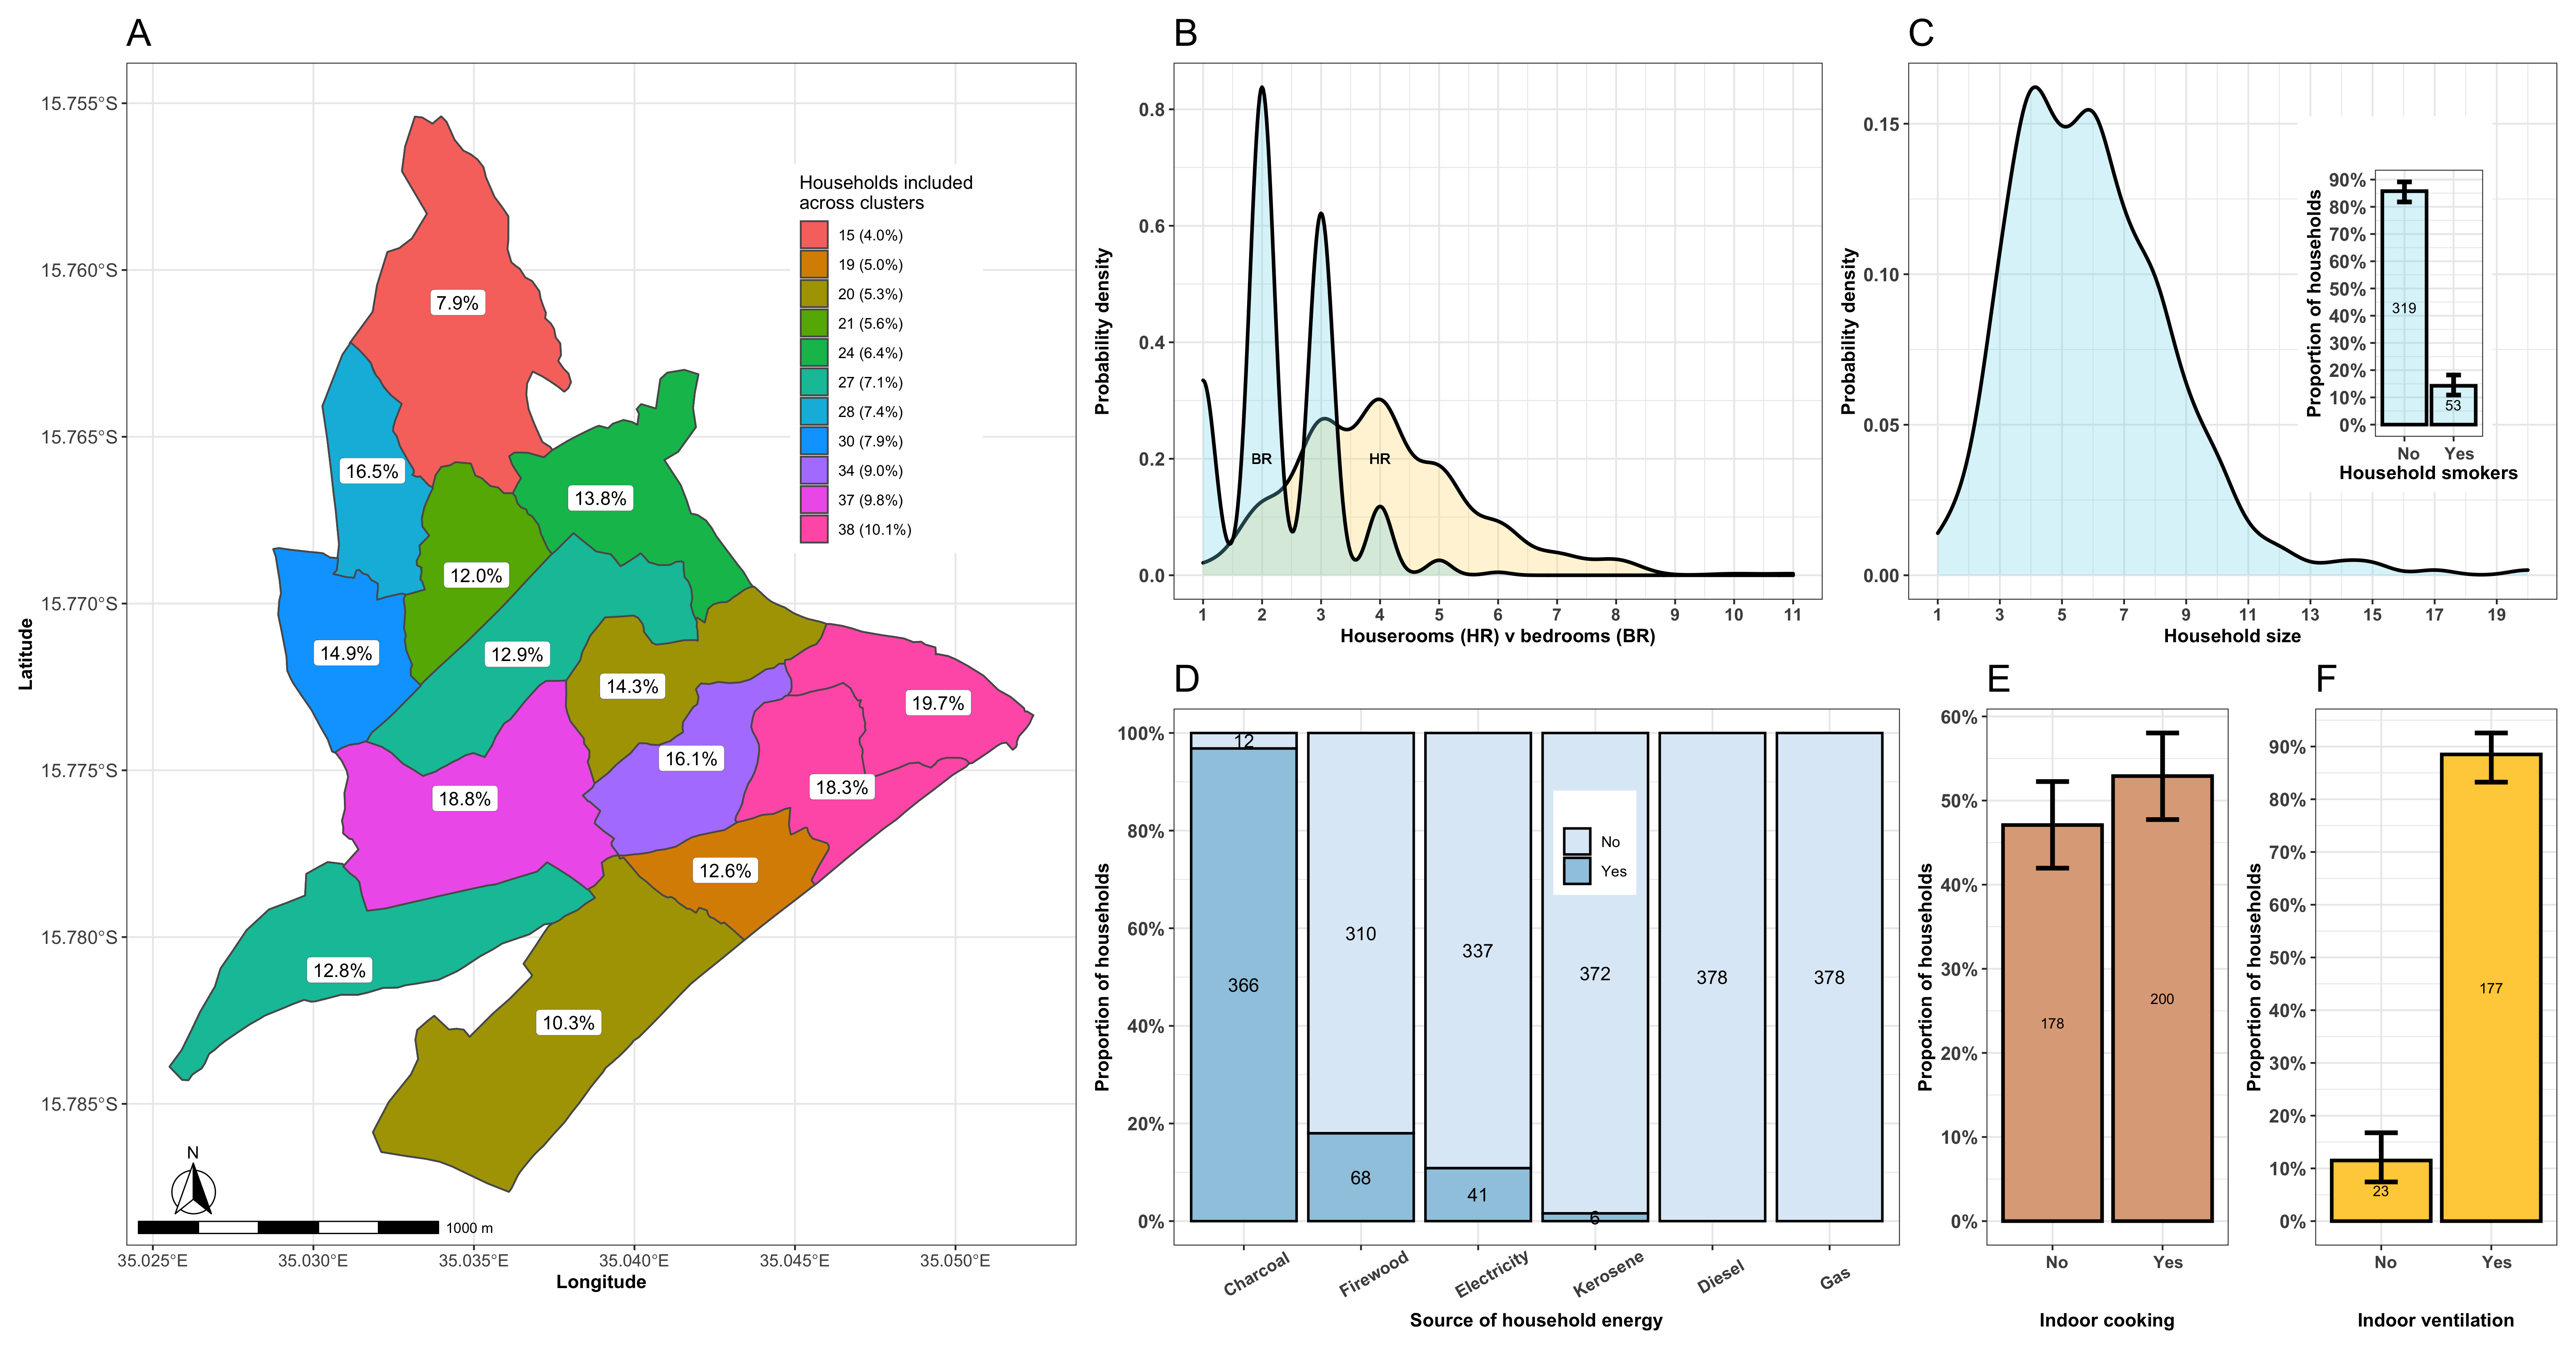 A
15.755°S
15.760°S
15.765°S
15.770°S
15.775°S
15.780°S
15.785°S
Latitude
Households included
across clusters
15 (4.0%)
19 (5.0%)
20 (5.3%)
21 (5.6%)
24 (6.4%)
27 (7.1%)
28 (7.4%)
30 (7.9%)
34 (9.0%)
37 (9.8%)
38 (10.1%)
7.9%
16.5%
13.8%
12.0%
14.9%
12.9%
14.3%
19.7%
16.1%
18.3%
18.8%
12.6%
12.8%
10.3%
N
1000 m
35.025°E
35.030°E
35.035°E
35.040°E
35.045°E
35.050°E
Longitude
B
Probability density
0.8
0.6
0.4
0.2
0.0
BR
HR
1 2 3 4 5 6 7 8 9 10 11
Houserooms (HR) v bedrooms (BR)
C
Probability density
0.15
0.10
0.05
0.00
1 3 5 7 9 11 13 15 17 19
Household size
Proportion of households
90%
80%
70%
60%
50%
40%
30%
20%
10%
0%
319
53
No Yes
Household smokers
D
Proportion of households
100%
80%
60%
40%
20%
0%
12
366
310
68
337
41
372
6
378
378
No
Yes
Charcoal
Firewood
Electricity
Kerosene
Diesel
Gas
Source of household energy
E
Proportion of households
60%
50%
40%
30%
20%
10%
0%
178
200
No Yes
Indoor cooking
F
Proportion of households
90%
80%
70%
60%
50%
40%
30%
20%
10%
0%
23
177
No Yes
Indoor ventilation